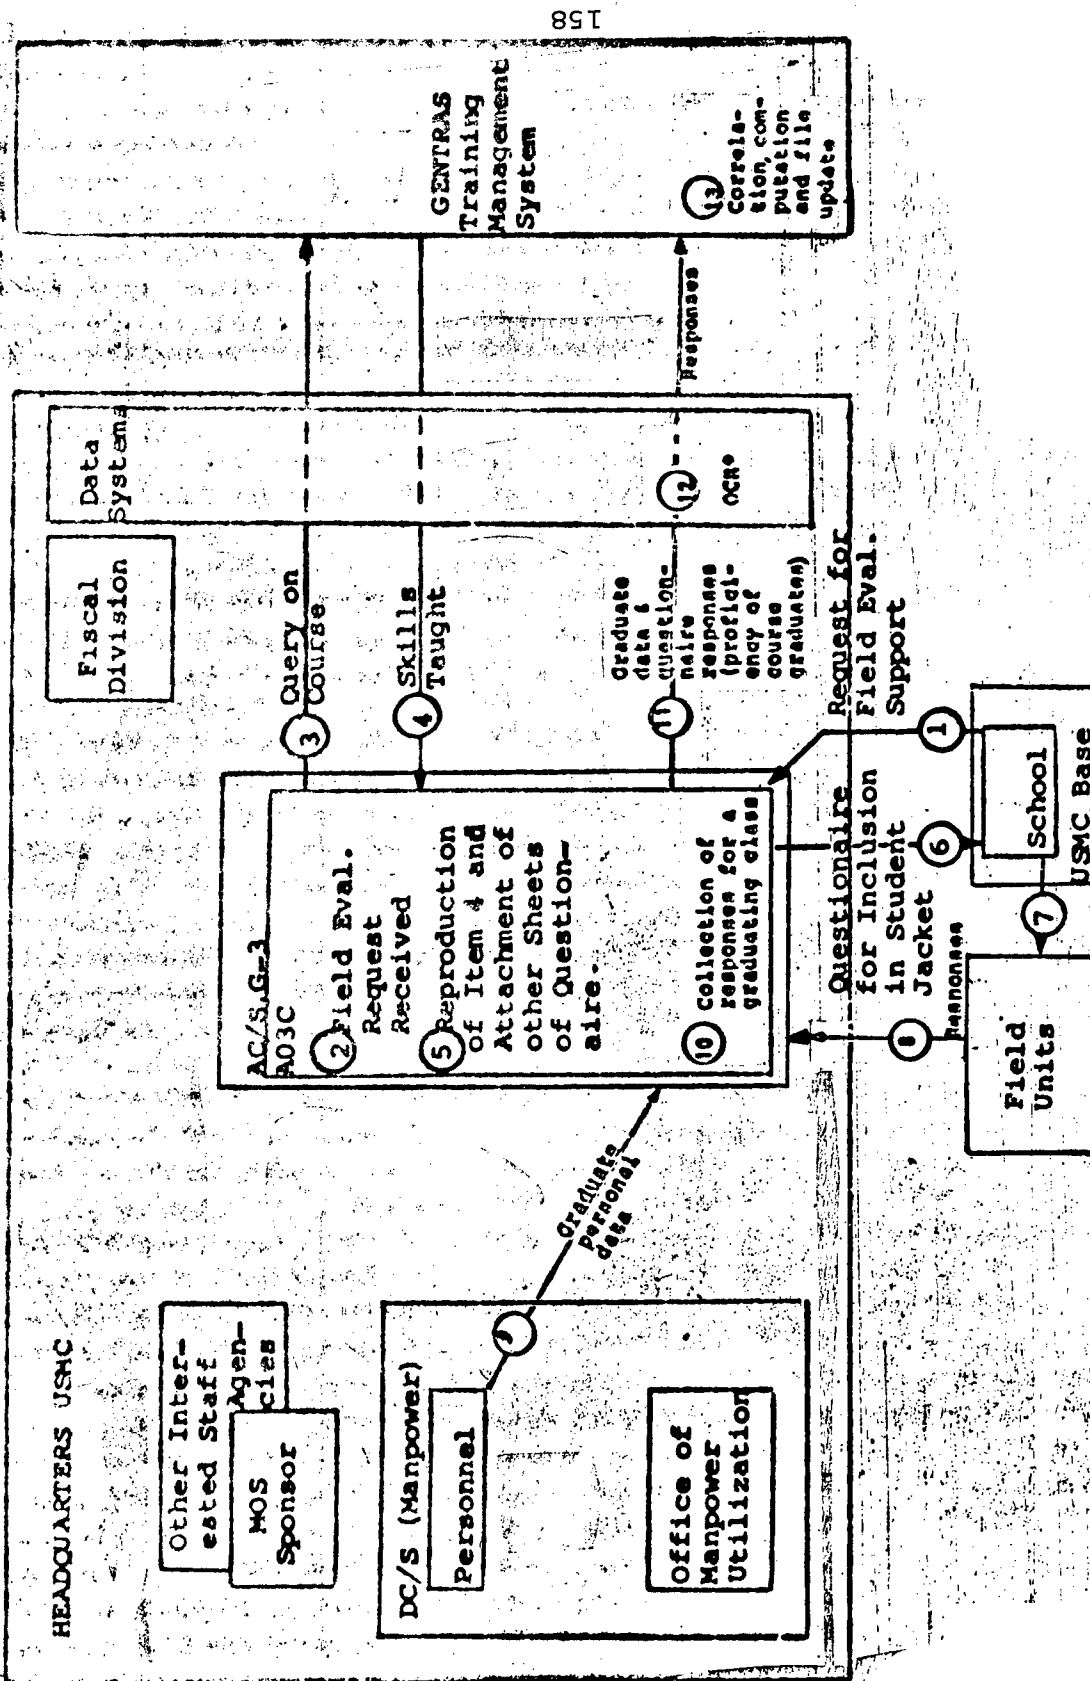 158
HEADQUARTERS USMC
Other Inter-
ested Staff
Agen-
cies
MOS
Sponsor
DC/S (Manpower)
Personnel
Office of
Manpower
Utilization
9
Graduate
personal
data
AC/S, G-3
A03C
2 Field Eval.
Request
Received
5 Reproduction
of Item 4 and
Attachment of
other Sheets
of Question-
aire.
10 Collection of
responses for a
graduating class
Fiscal
Division
Data
Systems
3 Query on
Course
4 Skills
Taught
11 Graduate
data &
question-
naire
responses
(profici-
ency of
course
graduates)
12
OCR*
Responses
GENTRAS
Training
Management
System
13
Correla-
tion, com-
putation
and file
update
Request for
Field Eval.
Support
1
Questionaire
for Inclusion
in Student
Jacket
6
School
USMC Base
7
Field
Units
8
Responses